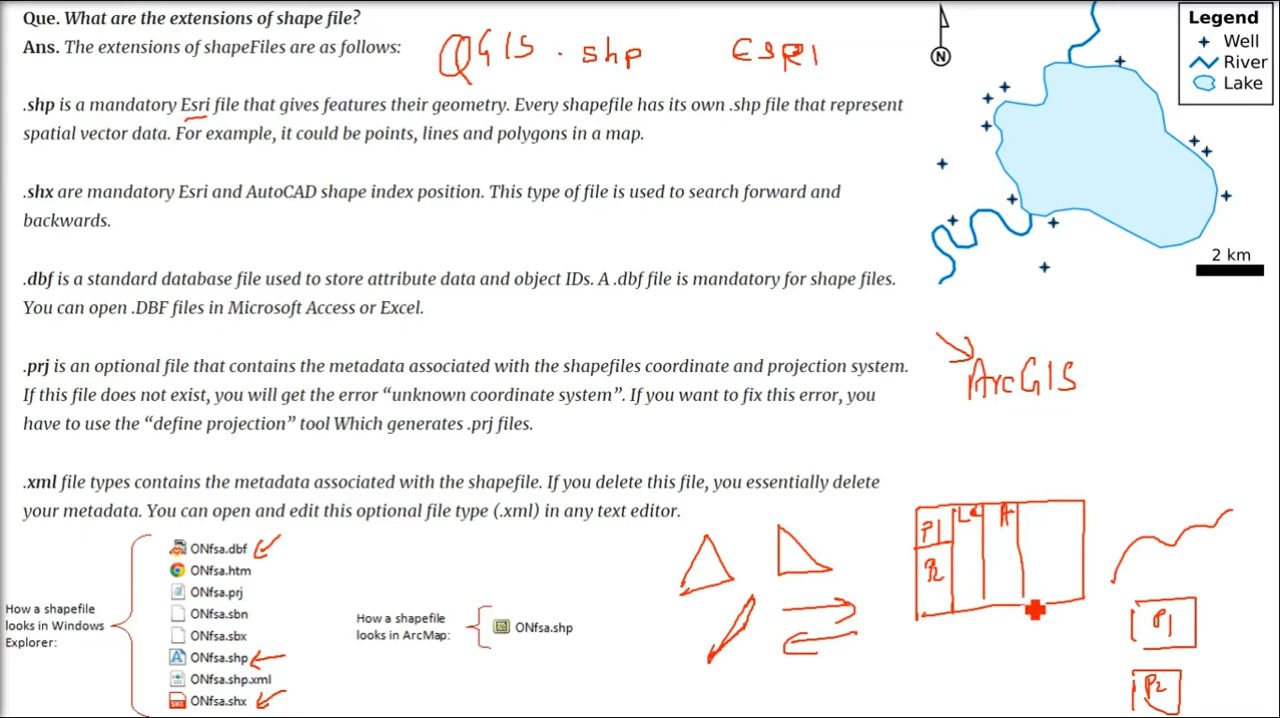 Que. What are the extensions of shape file?
Ans. The extensions of shapeFiles are as follows:
QGIS .shp ESRI
.shp is a mandatory Esri file that gives features their geometry. Every shapefile has its own .shp file that represent
spatial vector data. For example, it could be points, lines and polygons in a map.
.shx are mandatory Esri and AutoCAD shape index position. This type of file is used to search forward and
backwards.
.dbf is a standard database file used to store attribute data and object IDs. A .dbf file is mandatory for shape files.
You can open .DBF files in Microsoft Access or Excel.
.prj is an optional file that contains the metadata associated with the shapefiles coordinate and projection system.
If this file does not exist, you will get the error “unknown coordinate system”. If you want to fix this error, you
have to use the “define projection” tool Which generates .prj files.
.xml file types contains the metadata associated with the shapefile. If you delete this file, you essentially delete
your metadata. You can open and edit this optional file type (.xml) in any text editor.
How a shapefile
looks in Windows
Explorer:
ONfsa.dbf
ONfsa.htm
ONfsa.prj
ONfsa.sbn
ONfsa.sbx
ONfsa.shp
ONfsa.shp.xml
ONfsa.shx
How a shapefile
looks in ArcMap:
ONfsa.shp
N
Legend
Well
River
Lake
2 km
ArcGIS
P1 A
P2
P1
P2